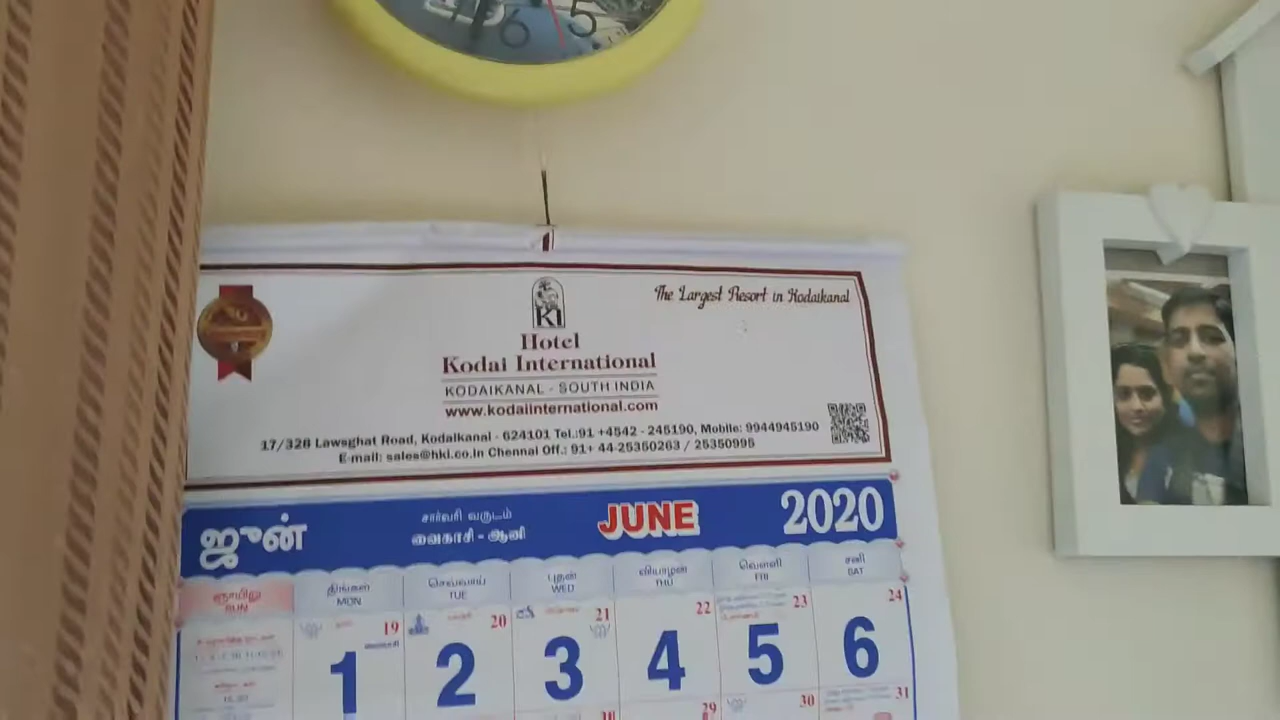 6 5
The Largest Resort in Kodaikanal
KI
Hotel
Kodai International
KODAIKANAL - SOUTH INDIA
www.kodaiinternational.com
17/328 Lawsghat Road, Kodaikanal - 624101 Tel.:91 +4542 - 245190, Mobile: 9944945190
E-mail: sales@hki.co.in Chennai Off.: 91+ 44-25350263 / 25350995
ஜுன் சார்வரி வருடம் JUNE 2020
வைகாசி - ஆனி
ஞாயிறு திங்கள் செவ்வாய் புதன் வியாழன் வெள்ளி சனி
SUN MON TUE WED THU FRI SAT
19 20 21 22 23 24
1 2 3 4 5 6
29 30 31